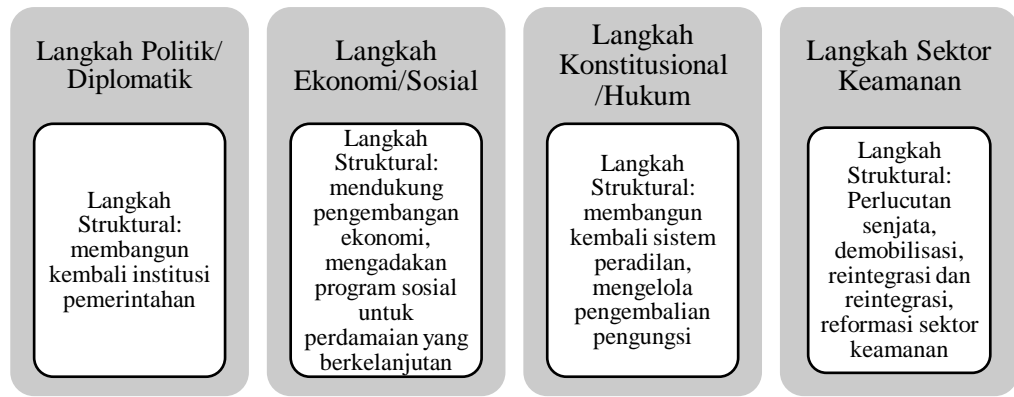 Langkah Politik/
Diplomatik
Langkah
Struktural:
membangun
kembali institusi
pemerintahan
Langkah
Ekonomi/Sosial
Langkah
Struktural:
mendukung
pengembangan
ekonomi,
mengadakan
program sosial
untuk
perdamaian yang
berkelanjutan
Langkah
Konstitusional
/Hukum
Langkah
Struktural:
membangun
kembali sistem
peradilan,
mengelola
pengembalian
pengungsi
Langkah Sektor
Keamanan
Langkah
Struktural:
Perlucutan
senjata,
demobilisasi,
reintegrasi dan
reintegrasi,
reformasi sektor
keamanan